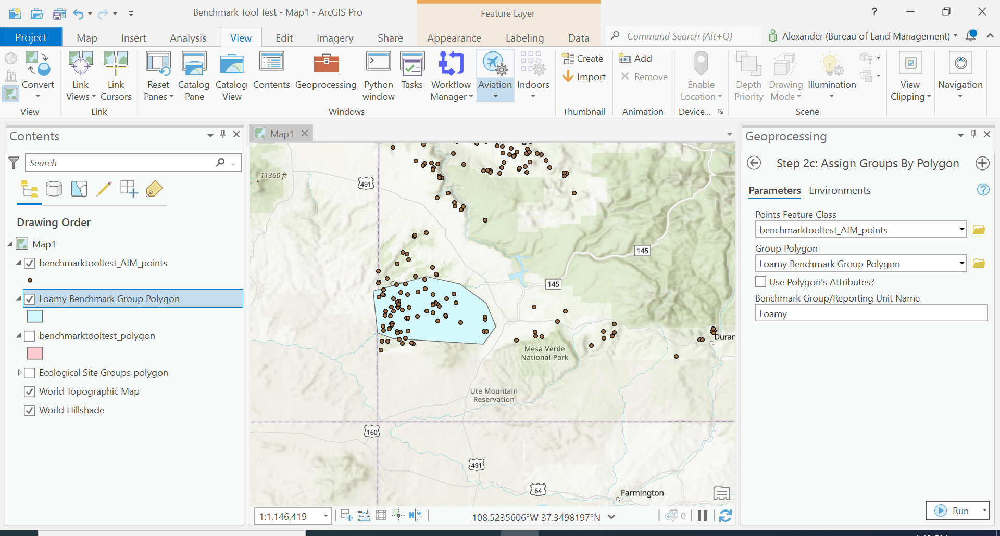 Benchmark Tool Test - Map1 - ArcGIS Pro
Feature Layer
?
Project
Map
Insert
Analysis
View
Edit
Imagery
Share
Appearance
Labeling
Data
Command Search (Alt+Q)
Alexander (Bureau of Land Management)
Convert
Link Views
Link Cursors
Reset Panes
Catalog Pane
Catalog View
Contents
Geoprocessing
Python window
Tasks
Workflow Manager
Aviation
Indoors
Create
Import
Add
Remove
Enable Location
Depth Priority
Drawing Mode
Illumination
View Clipping
Navigation
View
Link
Windows
Thumbnail
Animation
Device...
Scene
Contents
Search
Drawing Order
Map1
benchmarktooltest_AIM_points
Loamy Benchmark Group Polygon
benchmarktooltest_polygon
Ecological Site Groups polygon
World Topographic Map
World Hillshade
Map1
11360 ft
491
145
145
Mesa Verde
National Park
Duran
Ute Mountain
Reservation
160
491
64
Farmington
1:1,146,419
N
108.5235606°W 37.3498197°N
0
Geoprocessing
Step 2c: Assign Groups By Polygon
Parameters
Environments
?
Points Feature Class
benchmarktooltest_AIM_points
Group Polygon
Loamy Benchmark Group Polygon
Use Polygon's Attributes?
Benchmark Group/Reporting Unit Name
Loamy
Run